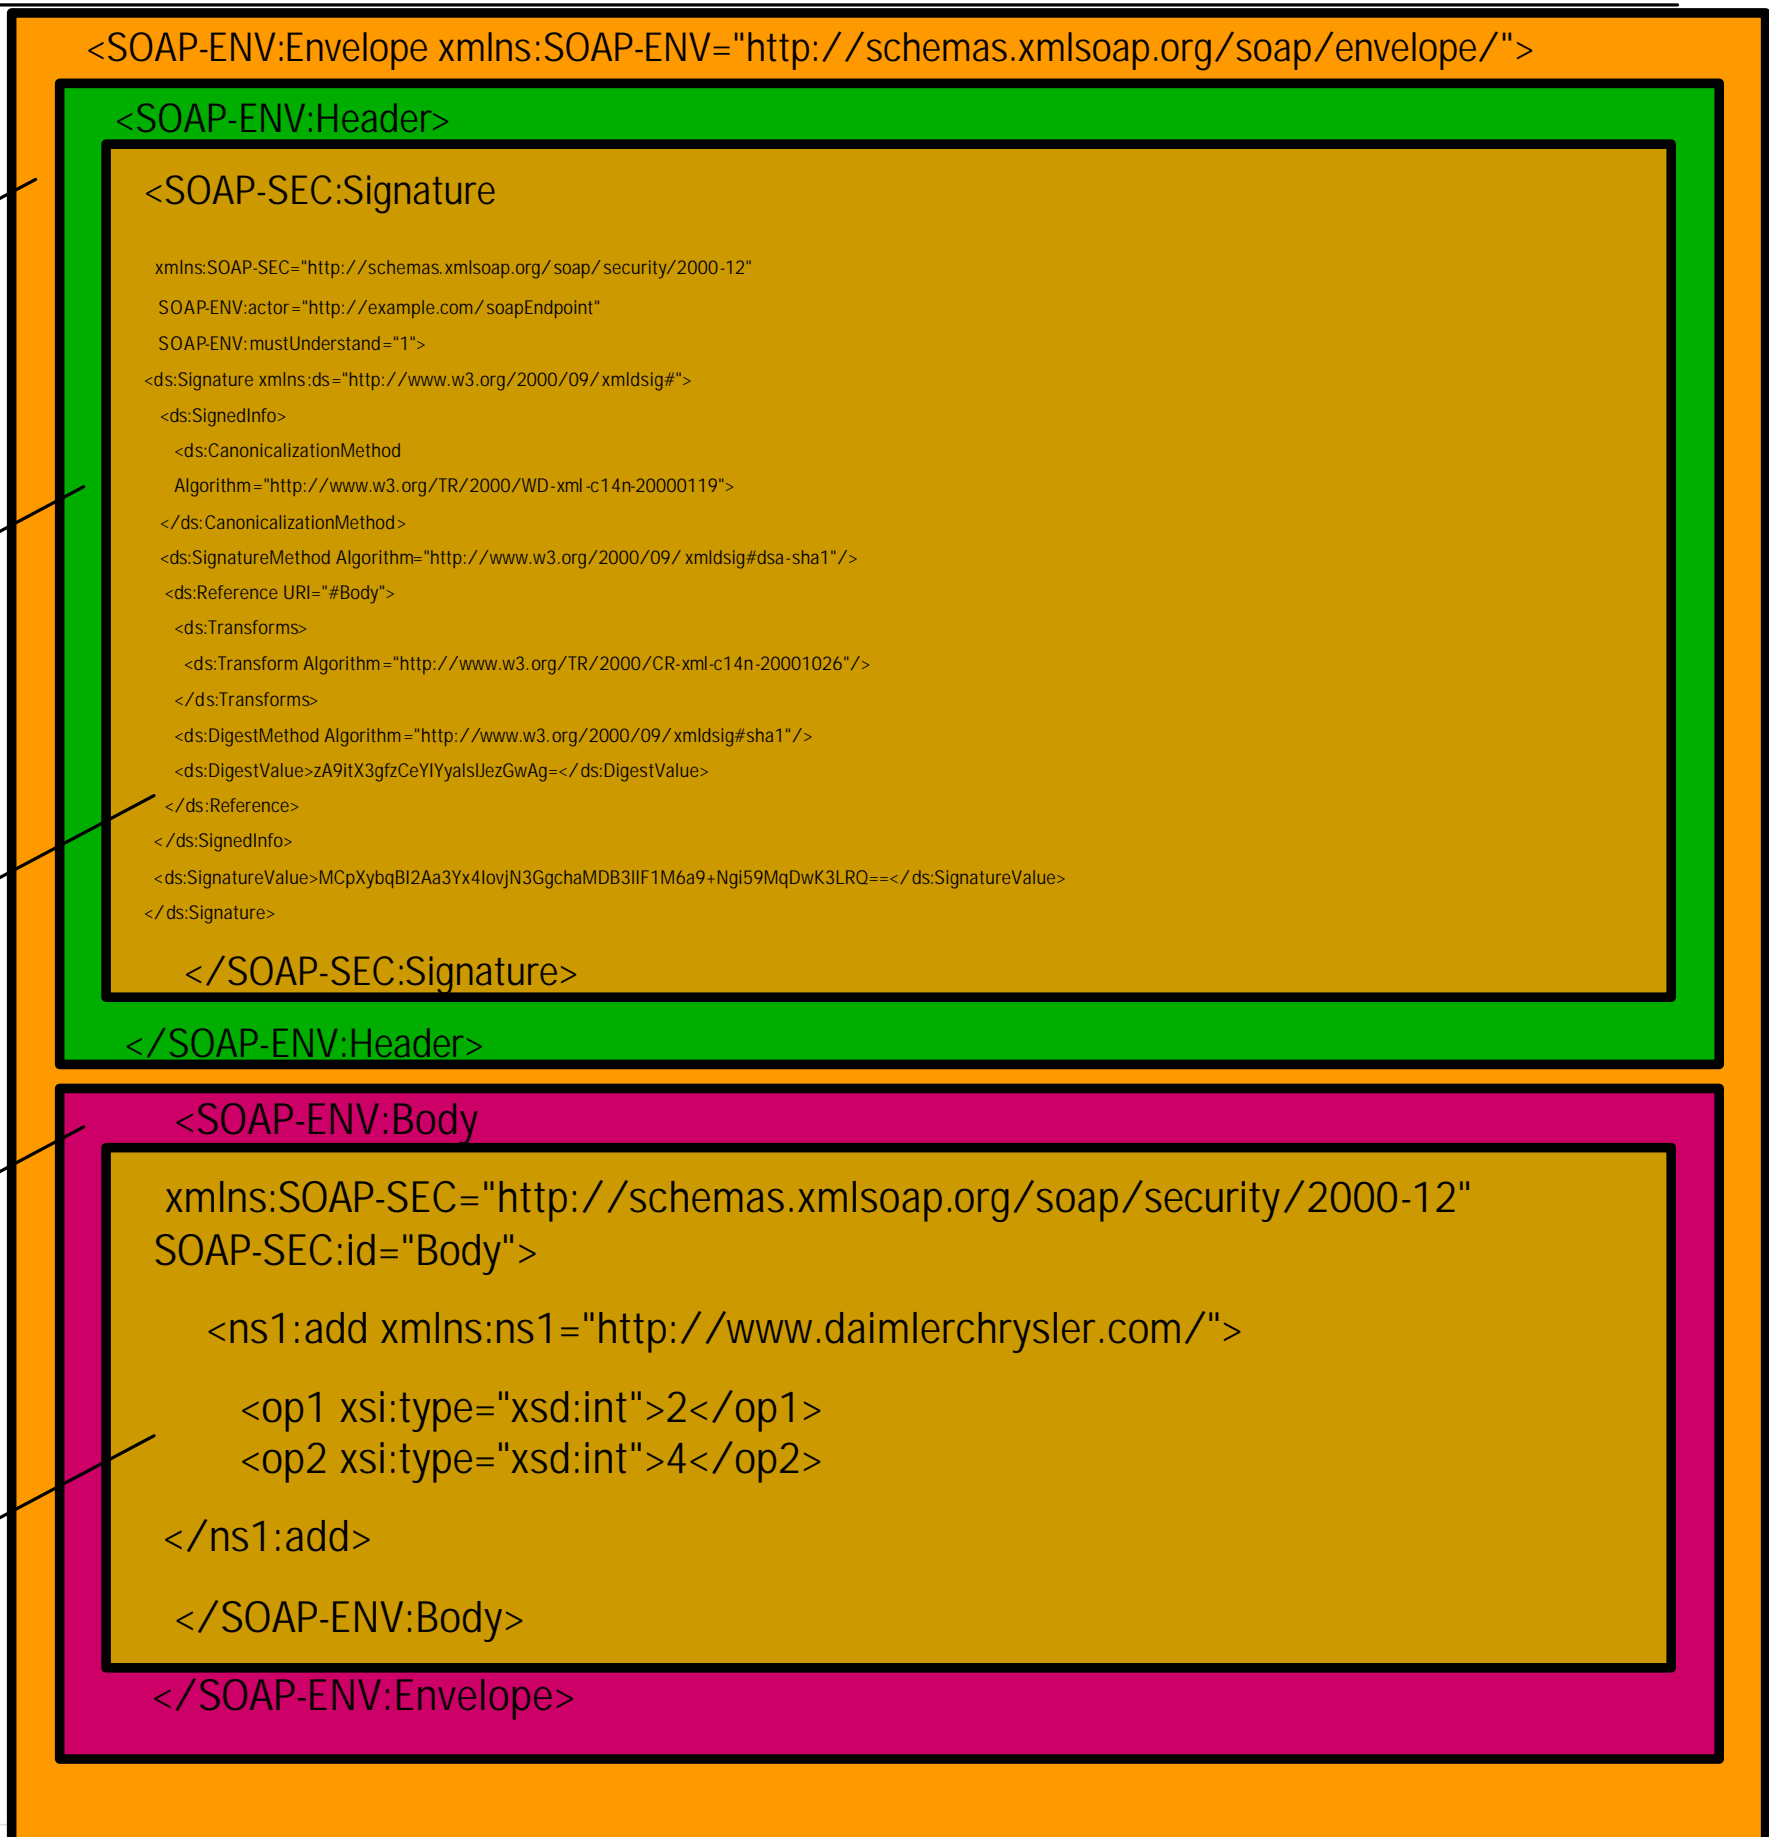 <SOAP-ENV:Envelope xmlns:SOAP-ENV="http://schemas.xmlsoap.org/soap/envelope/">
<SOAP-ENV:Header>
<SOAP-SEC:Signature
xmlns:SOAP-SEC="http://schemas.xmlsoap.org/soap/security/2000-12"
SOAP-ENV:actor="http://example.com/soapEndpoint"
SOAP-ENV:mustUnderstand="1">
<ds:Signature xmlns:ds="http://www.w3.org/2000/09/xmldsig#">
<ds:SignedInfo>
<ds:CanonicalizationMethod
Algorithm="http://www.w3.org/TR/2000/WD-xml-c14n-20000119">
</ds:CanonicalizationMethod>
<ds:SignatureMethod Algorithm="http://www.w3.org/2000/09/xmldsig#dsa-sha1"/>
<ds:Reference URI="#Body">
<ds:Transforms>
<ds:Transform Algorithm="http://www.w3.org/TR/2000/CR-xml-c14n-20001026"/>
</ds:Transforms>
<ds:DigestMethod Algorithm="http://www.w3.org/2000/09/xmldsig#sha1"/>
<ds:DigestValue>zA9itX3gfzCeYIYyalslJezGwAg=</ds:DigestValue>
</ds:Reference>
</ds:SignedInfo>
<ds:SignatureValue>MCpXybqBI2Aa3Yx4IovjN3GgchaMDB3IIF1M6a9+Ngi59MqDwK3LRQ==</ds:SignatureValue>
</ds:Signature>
</SOAP-SEC:Signature>
</SOAP-ENV:Header>
<SOAP-ENV:Body
xmlns:SOAP-SEC="http://schemas.xmlsoap.org/soap/security/2000-12"
SOAP-SEC:id="Body">
<ns1:add xmlns:ns1="http://www.daimlerchrysler.com/">
<op1 xsi:type="xsd:int">2</op1>
<op2 xsi:type="xsd:int">4</op2>
</ns1:add>
</SOAP-ENV:Body>
</SOAP-ENV:Envelope>